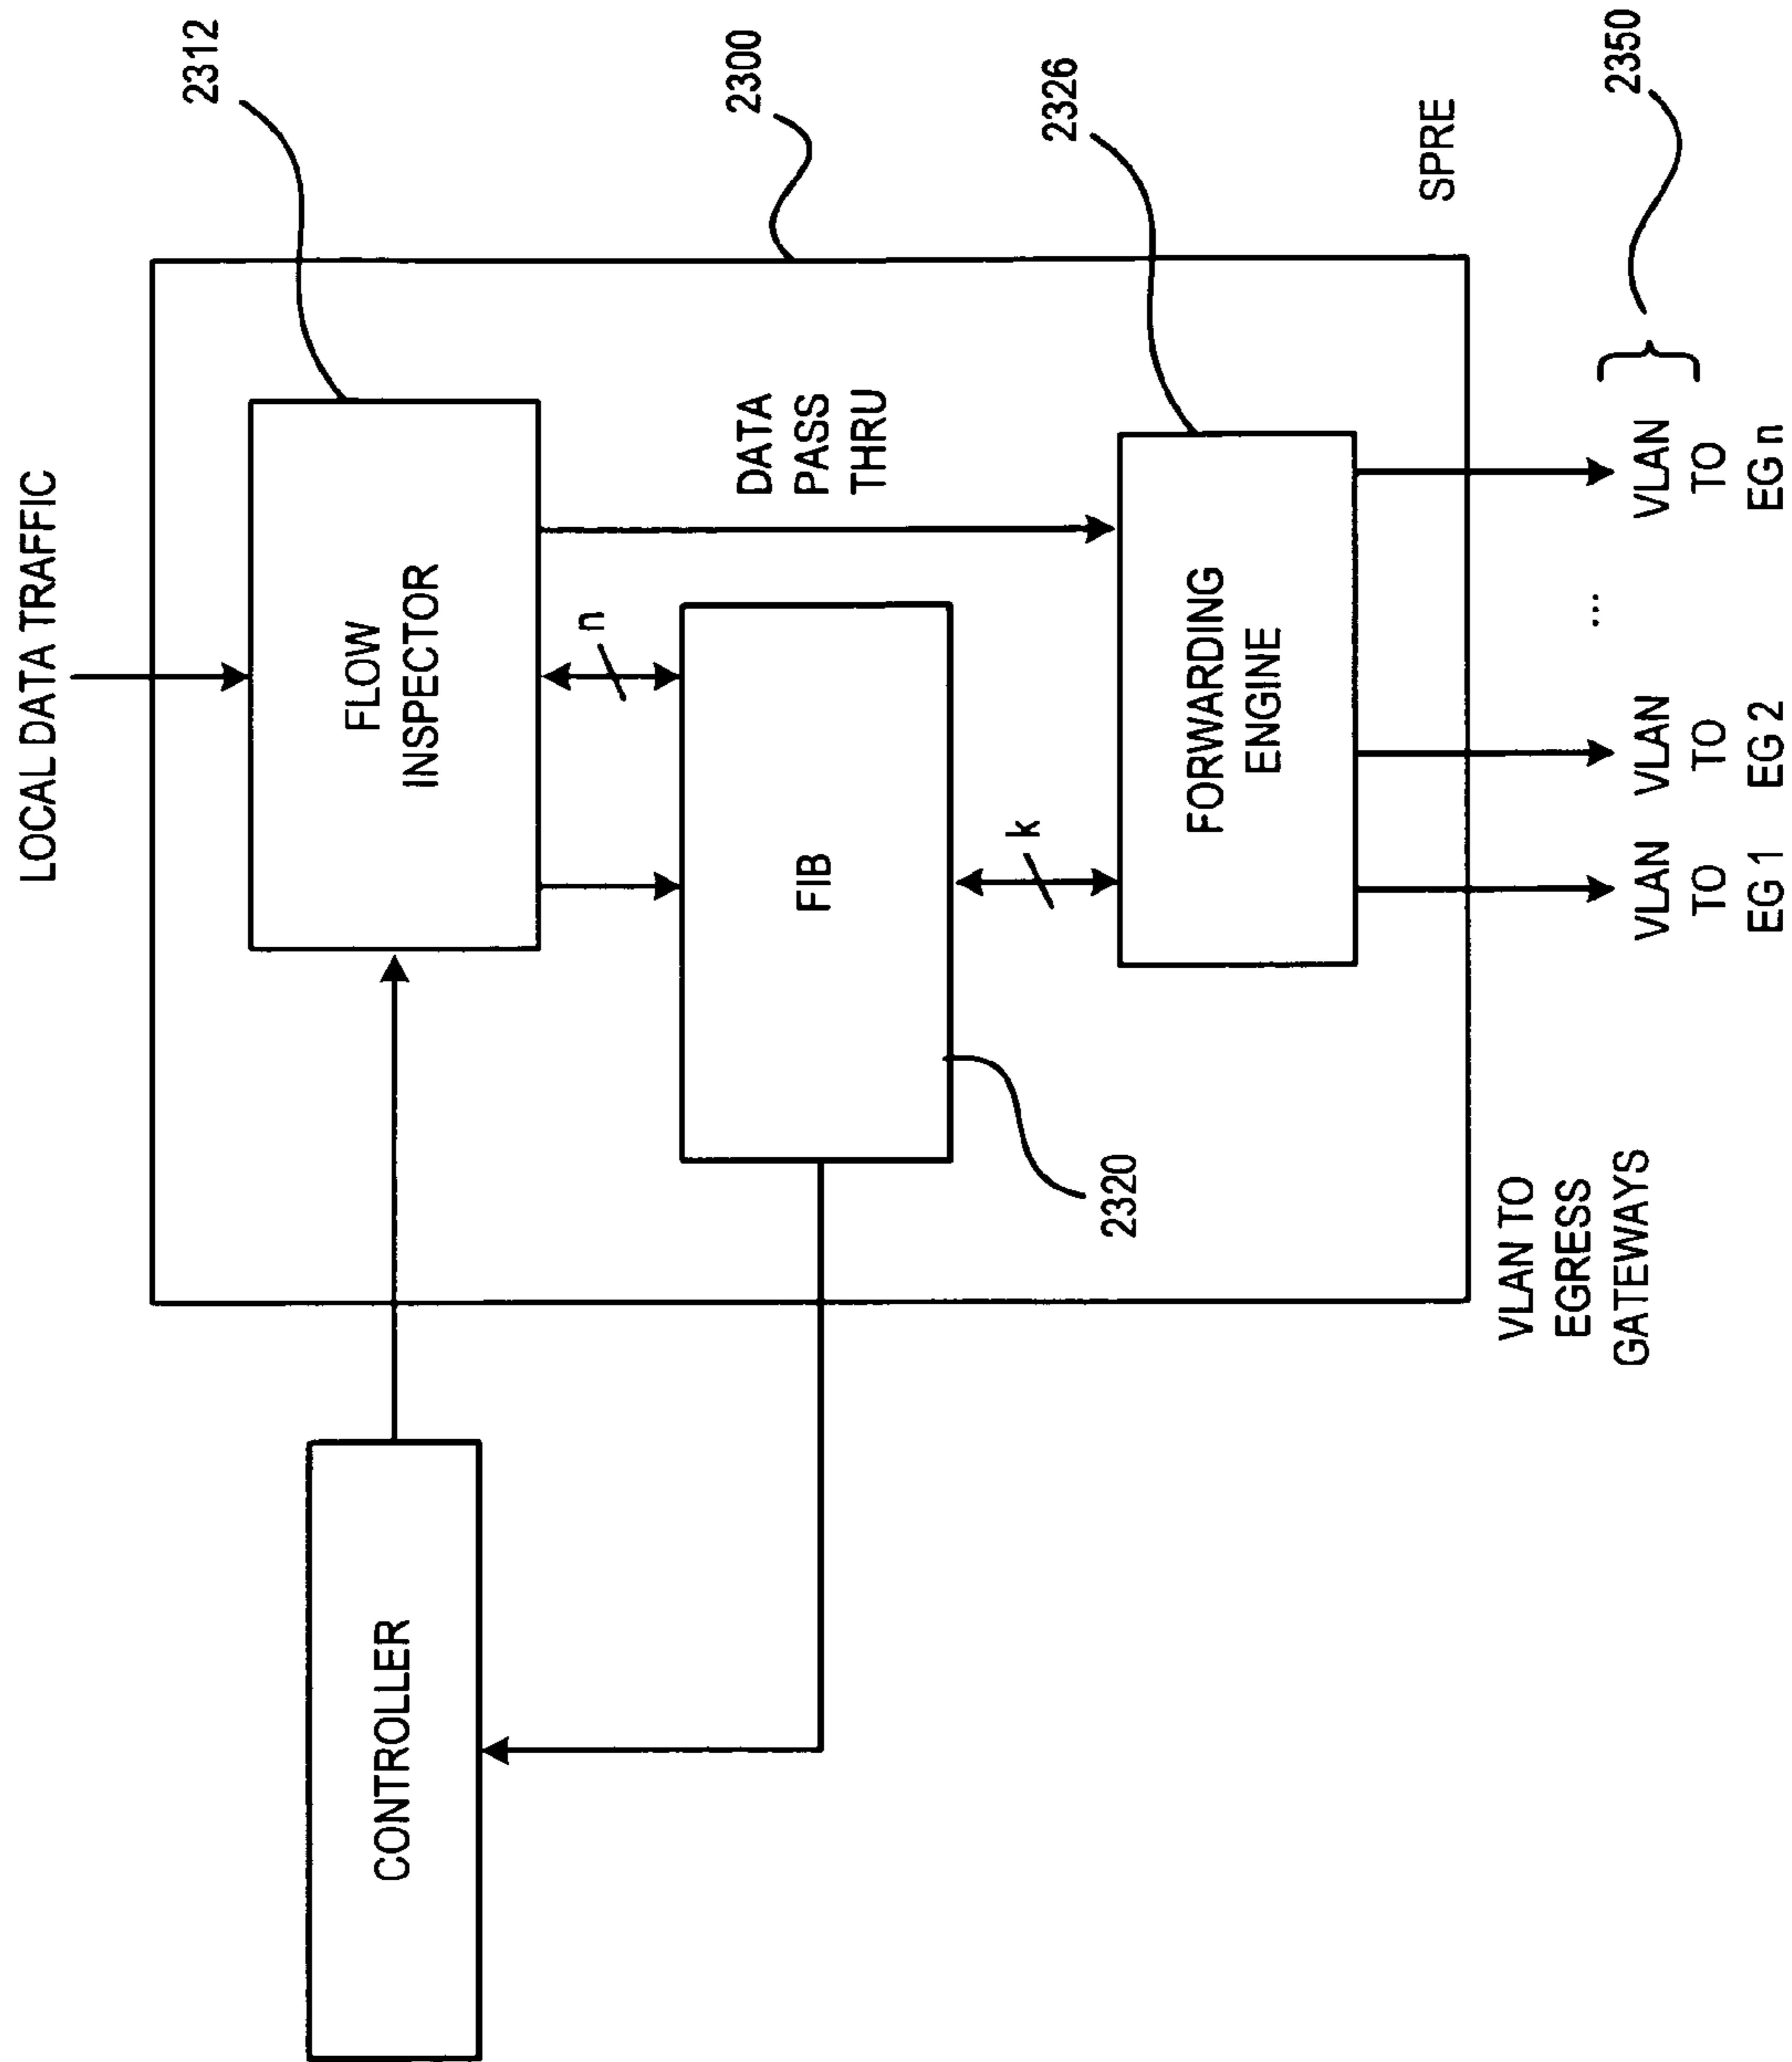 LOCAL DATA TRAFFIC
2312
FLOW
INSPECTOR
CONTROLLER
n
DATA
PASS
THRU
2300
FIB
2320
k
FORWARDING
ENGINE
2326
SPRE
VLAN TO
EGRESS
GATEWAYS
VLAN
TO
EG 1
VLAN
TO
EG 2
...
VLAN
TO
EG n
2350